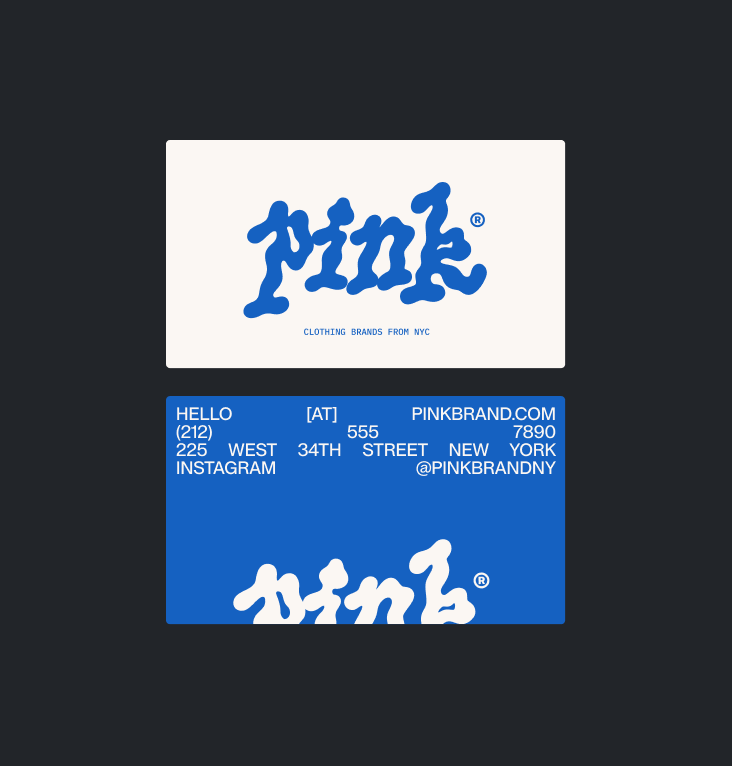 pink®
CLOTHING BRANDS FROM NYC
HELLO [AT] PINKBRAND.COM
(212) 555 7890
225 WEST 34TH STREET NEW YORK
INSTAGRAM @PINKBRANDNY
pink®